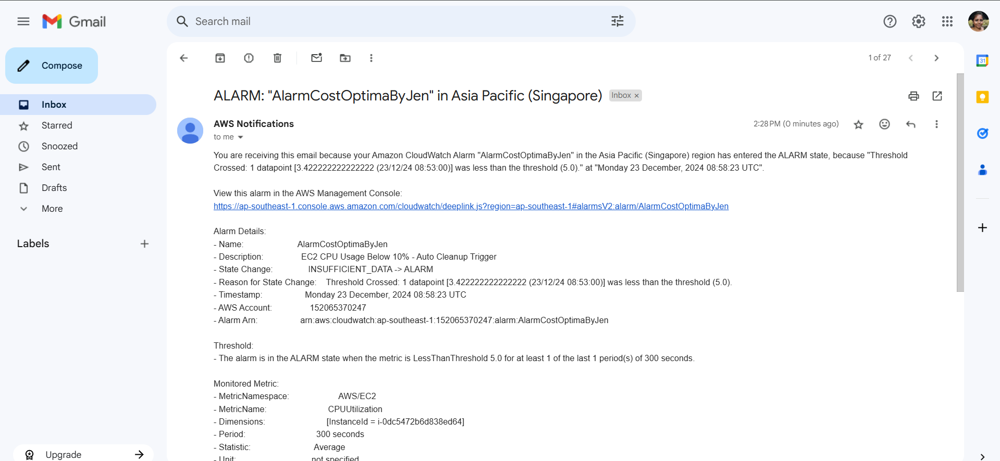 Gmail
Search mail
Compose
1 of 27
Inbox
Starred
Snoozed
Sent
Drafts
More
Labels
Upgrade
ALARM: "AlarmCostOptimaByJen" in Asia Pacific (Singapore) Inbox ×
AWS Notifications
2:28 PM (0 minutes ago)
to me
You are receiving this email because your Amazon CloudWatch Alarm "AlarmCostOptimaByJen" in the Asia Pacific (Singapore) region has entered the ALARM state, because "Threshold
Crossed: 1 datapoint [3.422222222222222 (23/12/24 08:53:00)] was less than the threshold (5.0)." at "Monday 23 December, 2024 08:58:23 UTC".
View this alarm in the AWS Management Console:
https://ap-southeast-1.console.aws.amazon.com/cloudwatch/deeplink.js?region=ap-southeast-1#alarmsV2:alarm/AlarmCostOptimaByJen
Alarm Details:
- Name: AlarmCostOptimaByJen
- Description: EC2 CPU Usage Below 10% - Auto Cleanup Trigger
- State Change: INSUFFICIENT_DATA -> ALARM
- Reason for State Change: Threshold Crossed: 1 datapoint [3.422222222222222 (23/12/24 08:53:00)] was less than the threshold (5.0).
- Timestamp: Monday 23 December, 2024 08:58:23 UTC
- AWS Account: 152065370247
- Alarm Arn: arn:aws:cloudwatch:ap-southeast-1:152065370247:alarm:AlarmCostOptimaByJen
Threshold:
- The alarm is in the ALARM state when the metric is LessThanThreshold 5.0 for at least 1 of the last 1 period(s) of 300 seconds.
Monitored Metric:
- MetricNamespace: AWS/EC2
- MetricName: CPUUtilization
- Dimensions: [InstanceId = i-0dc5472b6d838ed64]
- Period: 300 seconds
- Statistic: Average
- Unit: not specified
31